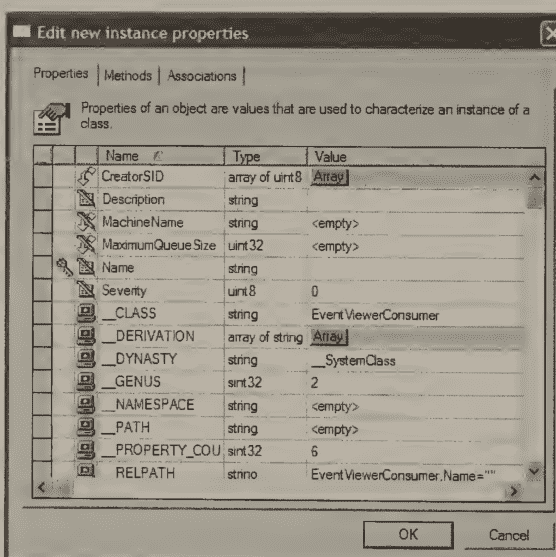 Edit new instance properties
Properties Methods Associations
Properties of an object are values that are used to characterize an instance of a
class.
Name Type Value
CreatorSID array of uint8 Array
Description string
MachineName string <empty>
MaximumQueueSize uint32 <empty>
Name string
Severity uint8 0
__CLASS string EventViewerConsumer
__DERIVATION array of string Array
__DYNASTY string __SystemClass
__GENUS sint32 2
__NAMESPACE string <empty>
__PATH string <empty>
__PROPERTY_COU sint32 6
RELPATH string EventViewerConsumer.Name=""
OK Cancel